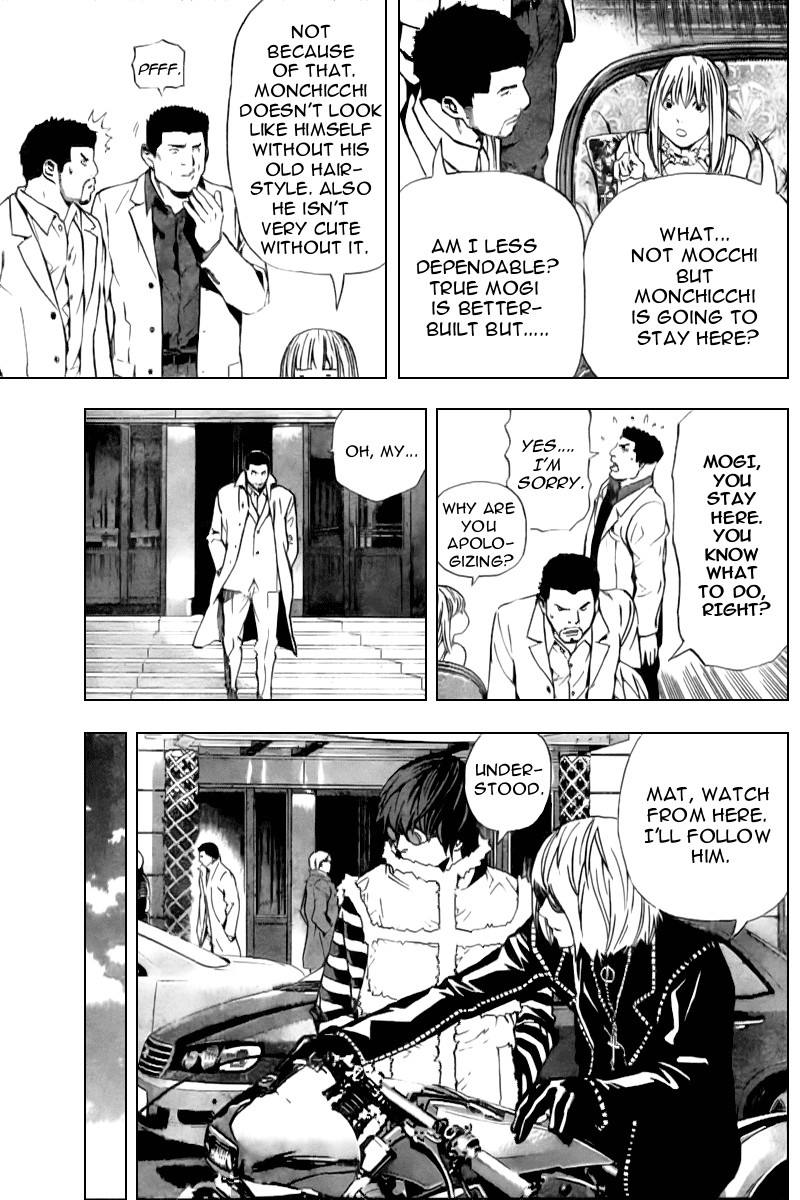 WHAT...
NOT MOCCHI
BUT
MONCHICCHI
IS GOING TO
STAY HERE?
AM I LESS
DEPENDABLE?
TRUE MOGI
IS BETTER-
BUILT BUT.....
NOT
BECAUSE
OF THAT.
MONCHICCHI
DOESN'T LOOK
LIKE HIMSELF
WITHOUT HIS
OLD HAIR-
STYLE. ALSO
HE ISN'T
VERY CUTE
WITHOUT IT.
PFFF.
MOGI,
YOU
STAY
HERE.
YOU
KNOW
WHAT
TO DO,
RIGHT?
YES....
I'M
SORRY.
WHY ARE
YOU
APOLO-
GIZING?
OH, MY...
MAT, WATCH
FROM HERE.
I'LL FOLLOW
HIM.
UNDER-
STOOD.